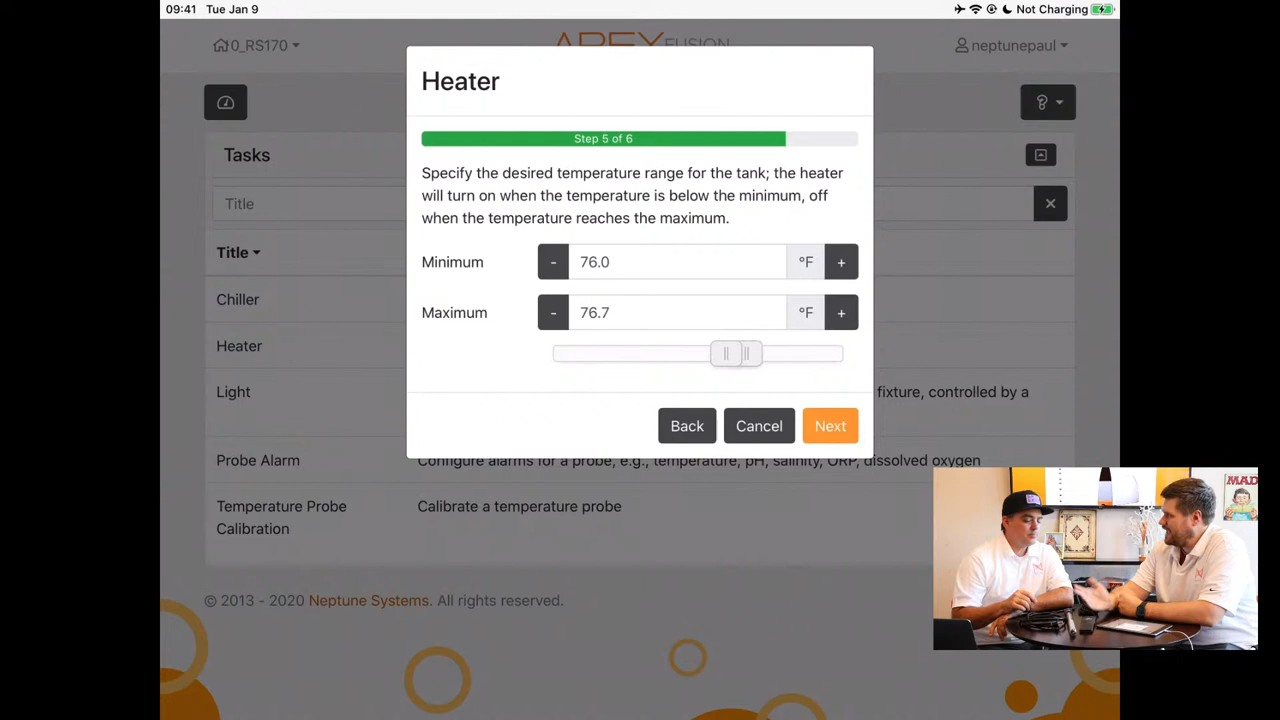 09:41 Tue Jan 9 Not Charging
0_RS170 APEX FUSION neptunepaul
Heater
Step 5 of 6
Tasks
Specify the desired temperature range for the tank; the heater
will turn on when the temperature is below the minimum, off
when the temperature reaches the maximum.
Title
Title
Minimum - 76.0 °F +
Maximum - 76.7 °F +
Chiller
Heater
Light fixture, controlled by a
Back Cancel Next
Probe Alarm Configure alarms for a probe, e.g., temperature, pH, salinity, ORP, dissolved oxygen
Temperature Probe
Calibration
Calibrate a temperature probe
MAD
© 2013 - 2020 Neptune Systems. All rights reserved.